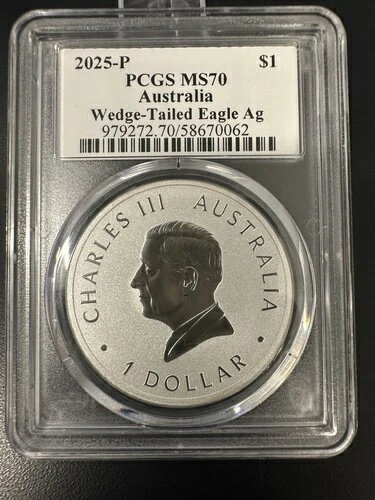 2025-P $1
PCGS MS70
Australia
Wedge-Tailed Eagle Ag
979272.70/58670062
CHARLES III AUSTRALIA
• 1 DOLLAR •